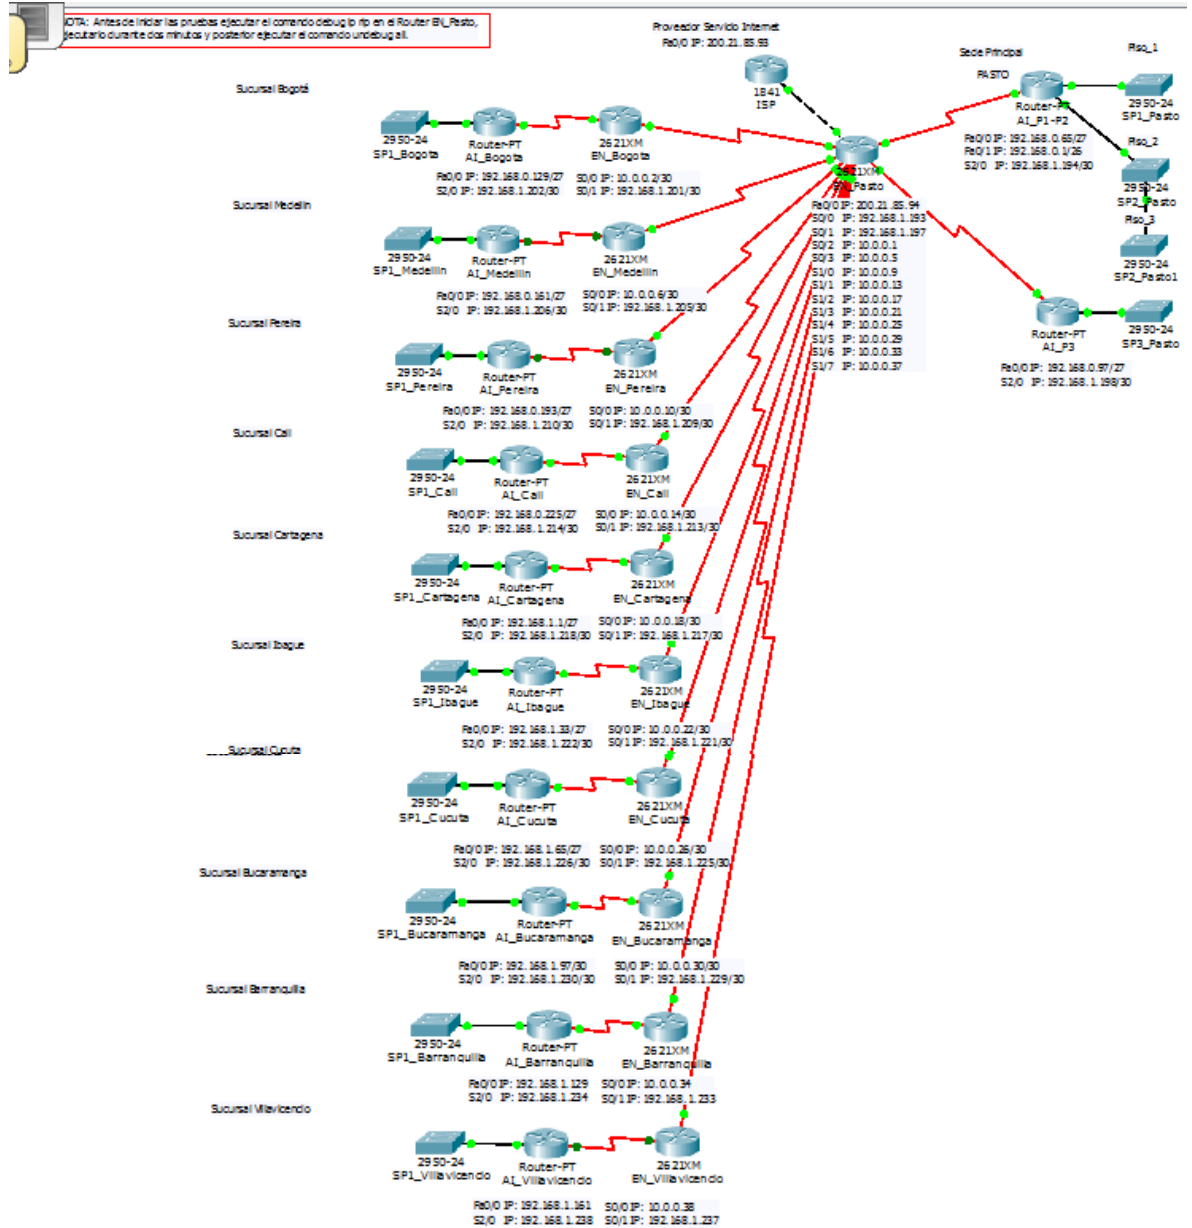 NOTA: Antes de iniciar las pruebas ejecutar el comando debug ip rip en el Router EN_Pasto,
ejecutarlo durante dos minutos y posterior ejecutar el comando undebug all.
Proveedor Servicio Internet
Fa0/0 IP: 200.21.85.93
1841
ISP
Sede Principal
PASTO
Piso_1
2950-24
SP1_Pasto
Router-PT
AI_P1-P2
Fa0/0 IP: 192.168.0.65/27
Fa0/1 IP: 192.168.0.1/26
S2/0 IP: 192.168.1.194/30
Piso_2
2950-24
SP2_Pasto
Piso_3
2950-24
SP2_Pasto1
2950-24
SP3_Pasto
Router-PT
AI_P3
Fa0/0 IP: 192.168.0.97/27
S2/0 IP: 192.168.1.198/30
2621XM
EN_Pasto
Fa0/0 IP: 200.21.85.94
S0/0 IP: 192.168.1.193
S0/1 IP: 192.168.1.197
S0/2 IP: 10.0.0.1
S0/3 IP: 10.0.0.5
S1/0 IP: 10.0.0.9
S1/1 IP: 10.0.0.13
S1/2 IP: 10.0.0.17
S1/3 IP: 10.0.0.21
S1/4 IP: 10.0.0.25
S1/5 IP: 10.0.0.29
S1/6 IP: 10.0.0.33
S1/7 IP: 10.0.0.37
Sucursal Bogotá
2950-24
SP1_Bogota
Router-PT
AI_Bogota
2621XM
EN_Bogota
Fa0/0 IP: 192.168.0.129/27
S2/0 IP: 192.168.1.202/30
S0/0 IP: 10.0.0.2/30
S0/1 IP: 192.168.1.201/30
Sucursal Medellin
2950-24
SP1_Medellin
Router-PT
AI_Medellin
2621XM
EN_Medellin
Fa0/0 IP: 192.168.0.161/27
S2/0 IP: 192.168.1.206/30
S0/0 IP: 10.0.0.6/30
S0/1 IP: 192.168.1.205/30
Sucursal Pereira
2950-24
SP1_Pereira
Router-PT
AI_Pereira
2621XM
EN_Pereira
Fa0/0 IP: 192.168.0.193/27
S2/0 IP: 192.168.1.210/30
S0/0 IP: 10.0.0.10/30
S0/1 IP: 192.168.1.209/30
Sucursal Cali
2950-24
SP1_Cali
Router-PT
AI_Cali
2621XM
EN_Cali
Fa0/0 IP: 192.168.0.225/27
S2/0 IP: 192.168.1.214/30
S0/0 IP: 10.0.0.14/30
S0/1 IP: 192.168.1.213/30
Sucursal Cartagena
2950-24
SP1_Cartagena
Router-PT
AI_Cartagena
2621XM
EN_Cartagena
Fa0/0 IP: 192.168.1.1/27
S2/0 IP: 192.168.1.218/30
S0/0 IP: 10.0.0.18/30
S0/1 IP: 192.168.1.217/30
Sucursal Ibague
2950-24
SP1_Ibague
Router-PT
AI_Ibague
2621XM
EN_Ibague
Fa0/0 IP: 192.168.1.33/27
S2/0 IP: 192.168.1.222/30
S0/0 IP: 10.0.0.22/30
S0/1 IP: 192.168.1.221/30
Sucursal Cucuta
2950-24
SP1_Cucuta
Router-PT
AI_Cucuta
2621XM
EN_Cucuta
Fa0/0 IP: 192.168.1.65/27
S2/0 IP: 192.168.1.226/30
S0/0 IP: 10.0.0.26/30
S0/1 IP: 192.168.1.225/30
Sucursal Bucaramanga
2950-24
SP1_Bucaramanga
Router-PT
AI_Bucaramanga
2621XM
EN_Bucaramanga
Fa0/0 IP: 192.168.1.97/30
S2/0 IP: 192.168.1.230/30
S0/0 IP: 10.0.0.30/30
S0/1 IP: 192.168.1.229/30
Sucursal Barranquilla
2950-24
SP1_Barranquilla
Router-PT
AI_Barranquilla
2621XM
EN_Barranquilla
Fa0/0 IP: 192.168.1.129
S2/0 IP: 192.168.1.234
S0/0 IP: 10.0.0.34
S0/1 IP: 192.168.1.233
Sucursal Villavicencio
2950-24
SP1_Villavicencio
Router-PT
AI_Villavicencio
2621XM
EN_Villavicencio
Fa0/0 IP: 192.168.1.161
S2/0 IP: 192.168.1.238
S0/0 IP: 10.0.0.38
S0/1 IP: 192.168.1.237